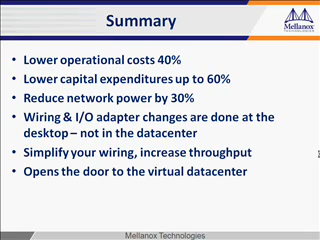 Summary
Mellanox
TECHNOLOGIES
• Lower operational costs 40%
• Lower capital expenditures up to 60%
• Reduce network power by 30%
• Wiring & I/O adapter changes are done at the
desktop – not in the datacenter
• Simplify your wiring, increase throughput
• Opens the door to the virtual datacenter
Mellanox Technologies